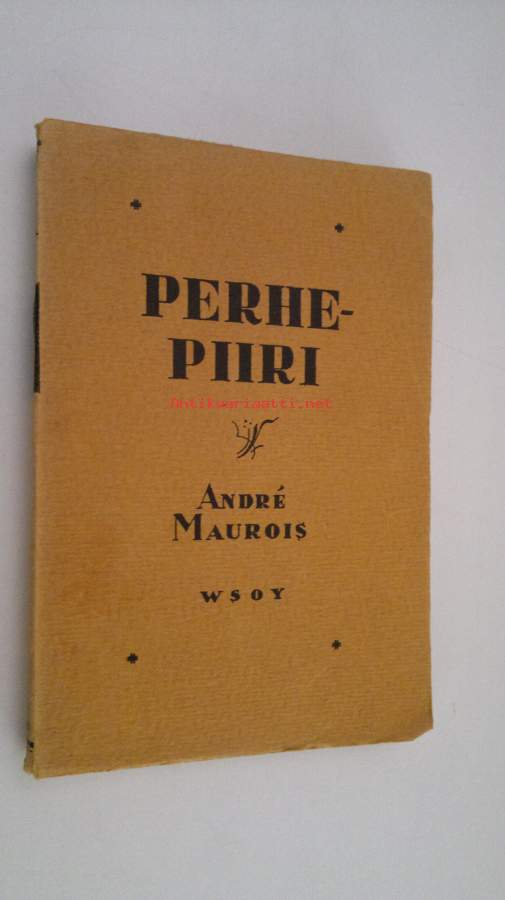 PERHE-
PIIRI
Antikvariaatti.net
ANDRÉ
MAUROIS
WSOY